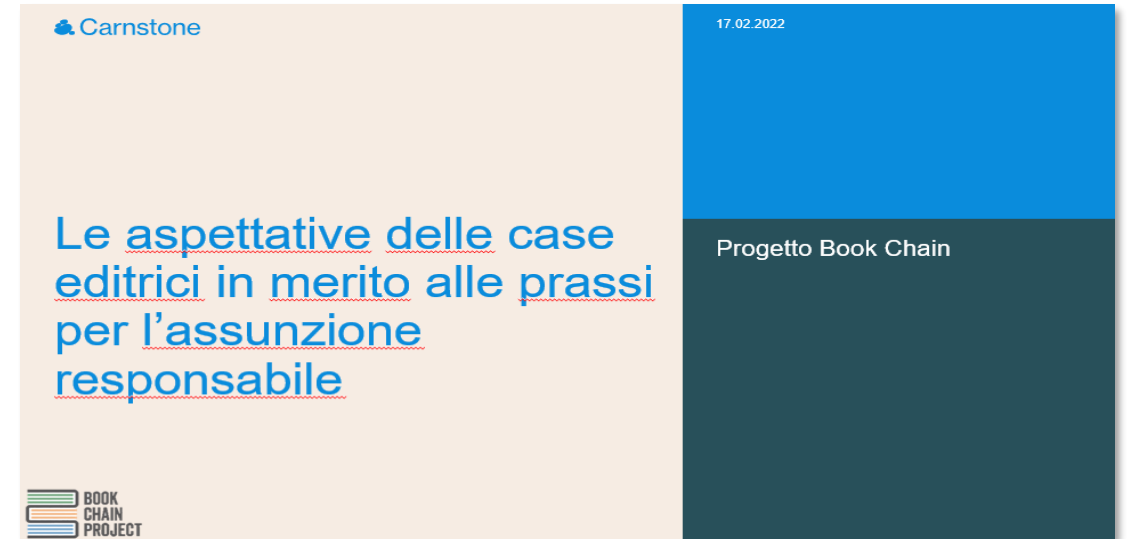 Carnstone
17.02.2022
Le aspettative delle case
editrici in merito alle prassi
per l’assunzione
responsabile
Progetto Book Chain
BOOK
CHAIN
PROJECT